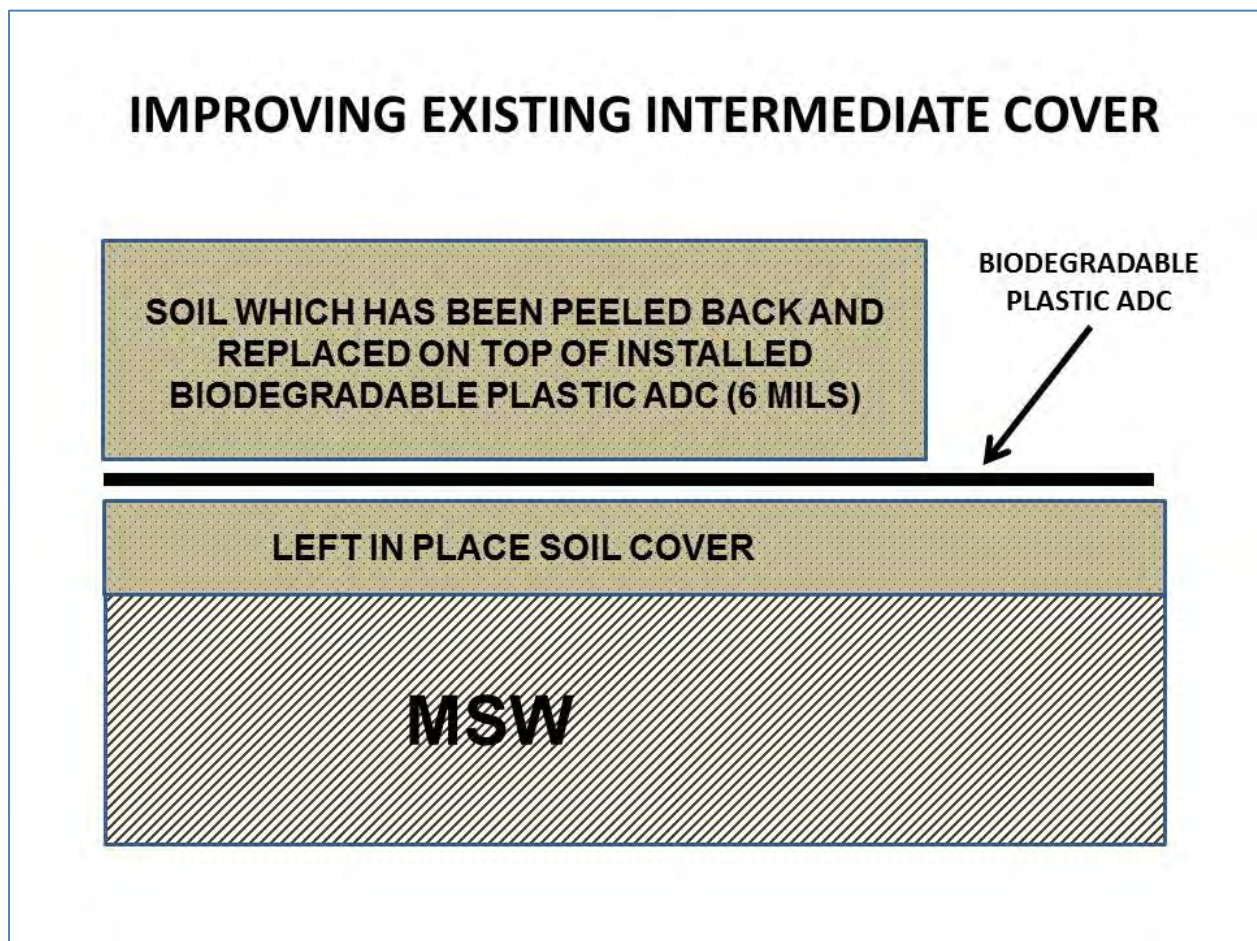 IMPROVING EXISTING INTERMEDIATE COVER
SOIL WHICH HAS BEEN PEELED BACK AND
REPLACED ON TOP OF INSTALLED
BIODEGRADABLE PLASTIC ADC (6 MILS)
BIODEGRADABLE
PLASTIC ADC
LEFT IN PLACE SOIL COVER
MSW